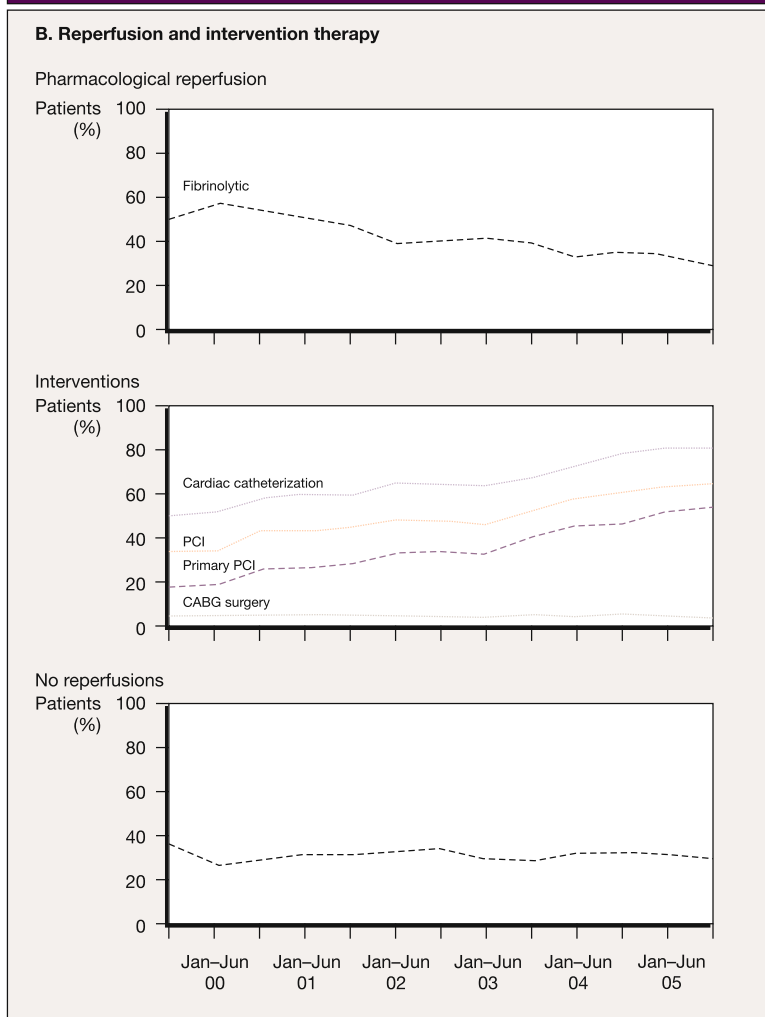 B. Reperfusion and intervention therapy
Pharmacological reperfusion
Patients
(%)
100
80
60
40
20
0
Fibrinolytic
Interventions
Patients
(%)
100
80
60
40
20
0
Cardiac catheterization
PCI
Primary PCI
CABG surgery
No reperfusions
Patients
(%)
100
80
60
40
20
0
Jan–Jun Jan–Jun Jan–Jun Jan–Jun Jan–Jun Jan–Jun
00 01 02 03 04 05